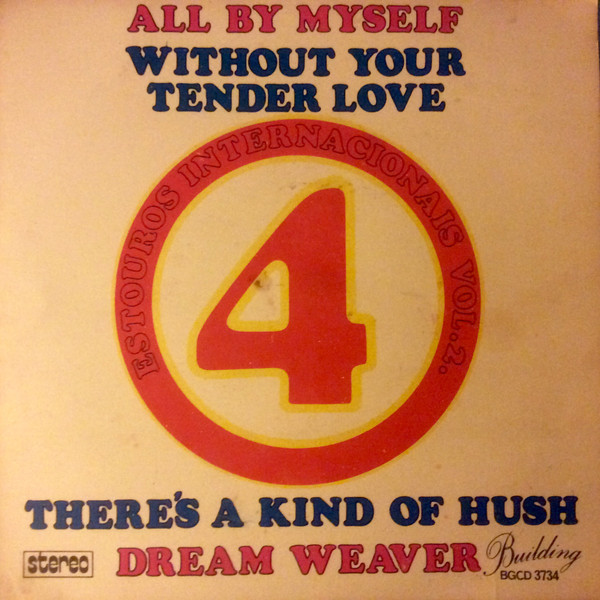 ALL BY MYSELF
WITHOUT YOUR
TENDER LOVE
ESTOUROS INTERNACIONAIS VOL.2.
4
THERE'S A KIND OF HUSH
stereo
DREAM WEAVER
Building
BGCD 3734